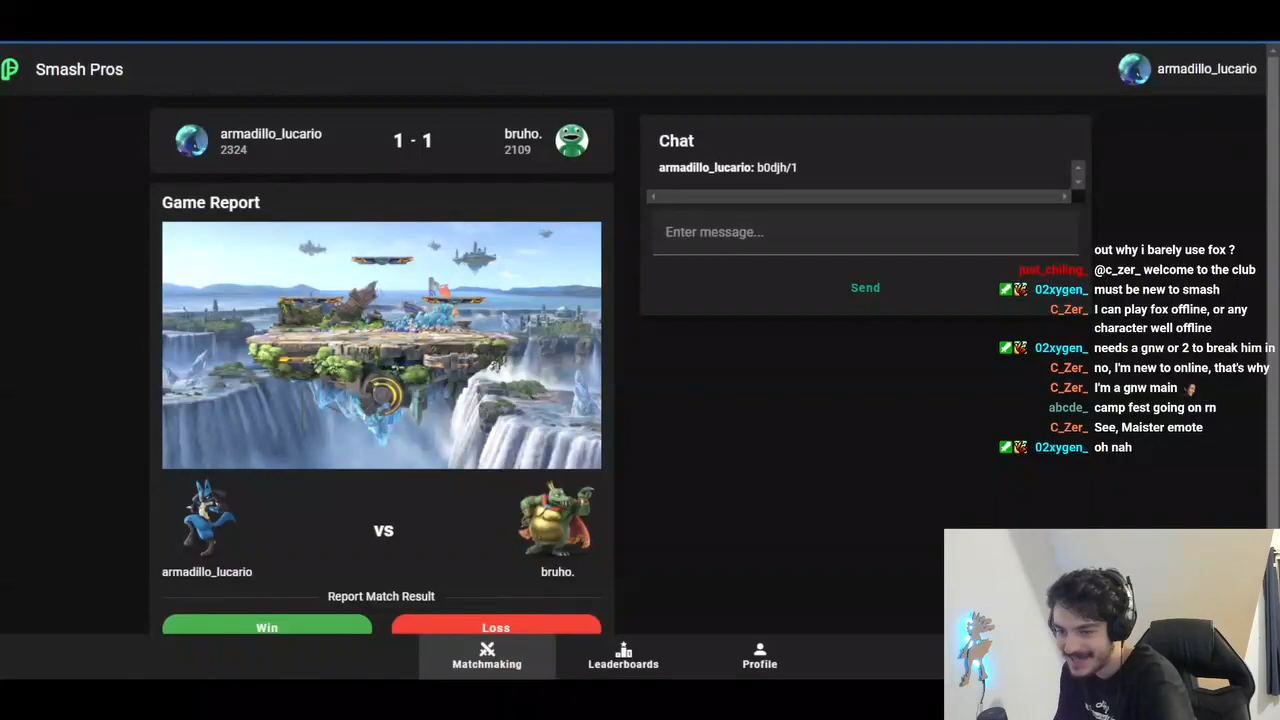 Smash Pros
armadillo_lucario
armadillo_lucario
2324
1 - 1
bruho.
2109
Game Report
armadillo_lucario
vs
bruho.
Report Match Result
Win
Loss
Chat
armadillo_lucario: b0djh/1
Enter message...
Send
out why i barely use fox ?
just_chiling_ @c_zer_ welcome to the club
02xygen_ must be new to smash
C_Zer_ I can play fox offline, or any
character well offline
02xygen_ needs a gnw or 2 to break him in
C_Zer_ no, I'm new to online, that's why
C_Zer_ I'm a gnw main
abcde_ camp fest going on rn
C_Zer_ See, Maister emote
02xygen_ oh nah
Matchmaking
Leaderboards
Profile